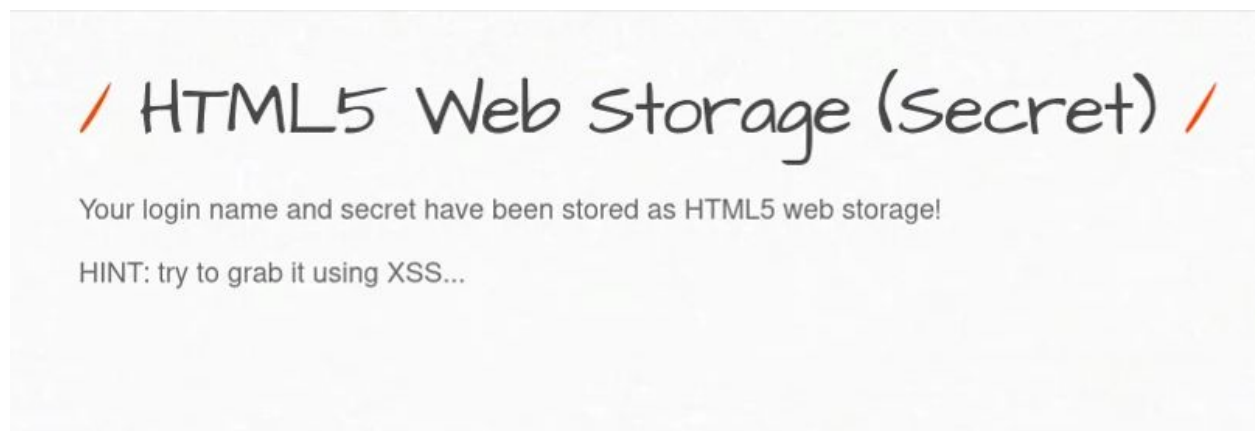 / HTML5 Web Storage (Secret) /
Your login name and secret have been stored as HTML5 web storage!
HINT: try to grab it using XSS...